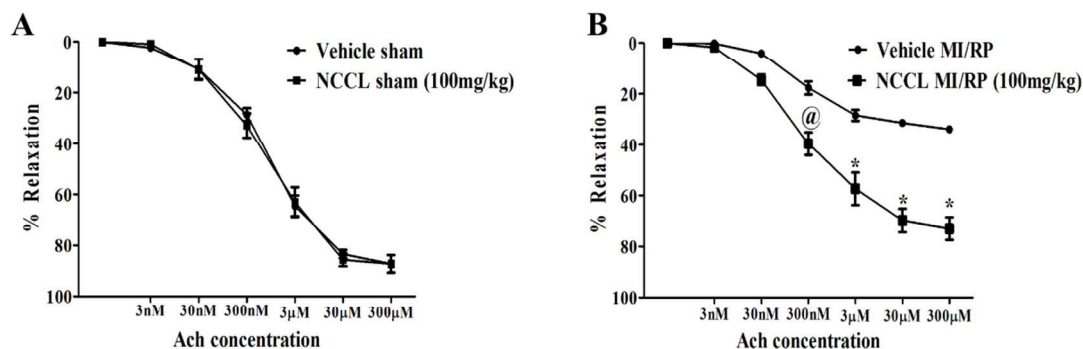 A
Vehicle sham
NCCL sham (100mg/kg)
% Relaxation
0
20
40
60
80
100
3nM 30nM 300nM 3µM 30µM 300µM
Ach concentration
B
Vehicle MI/RP
NCCL MI/RP (100mg/kg)
% Relaxation
0
20
40
60
80
100
@
* * *
3nM 30nM 300nM 3µM 30µM 300µM
Ach concentration